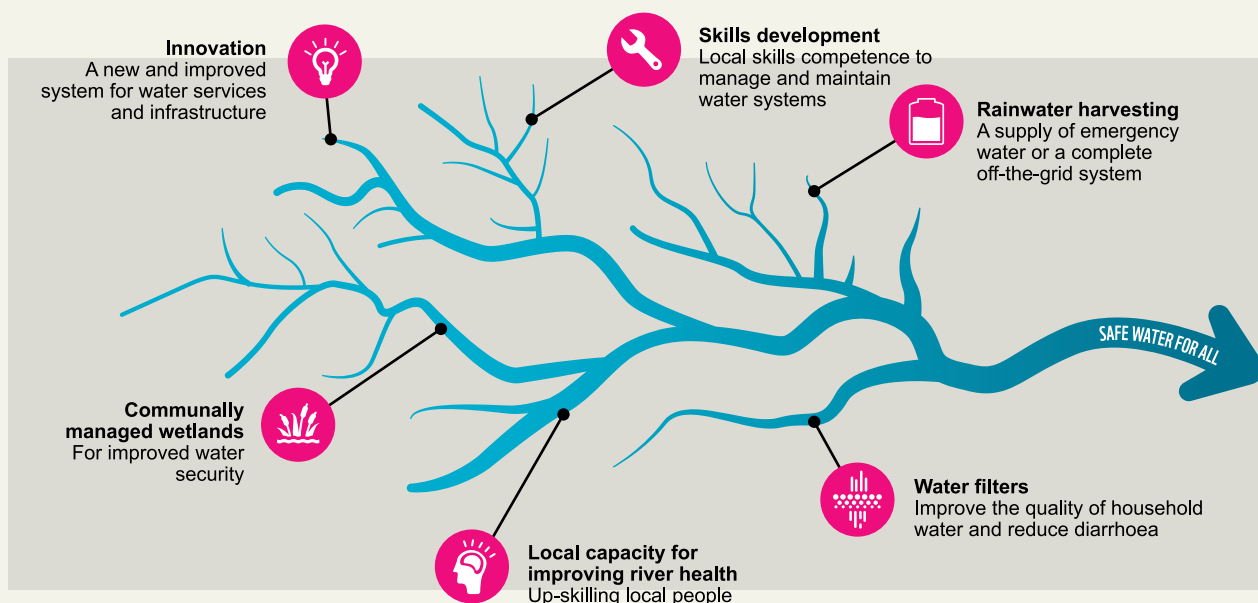 Innovation
A new and improved
system for water services
and infrastructure
Skills development
Local skills competence to
manage and maintain
water systems
Rainwater harvesting
A supply of emergency
water or a complete
off-the-grid system
SAFE WATER FOR ALL
Communally
managed wetlands
For improved water
security
Water filters
Improve the quality of household
water and reduce diarrhoea
Local capacity for
improving river health
Up-skilling local people